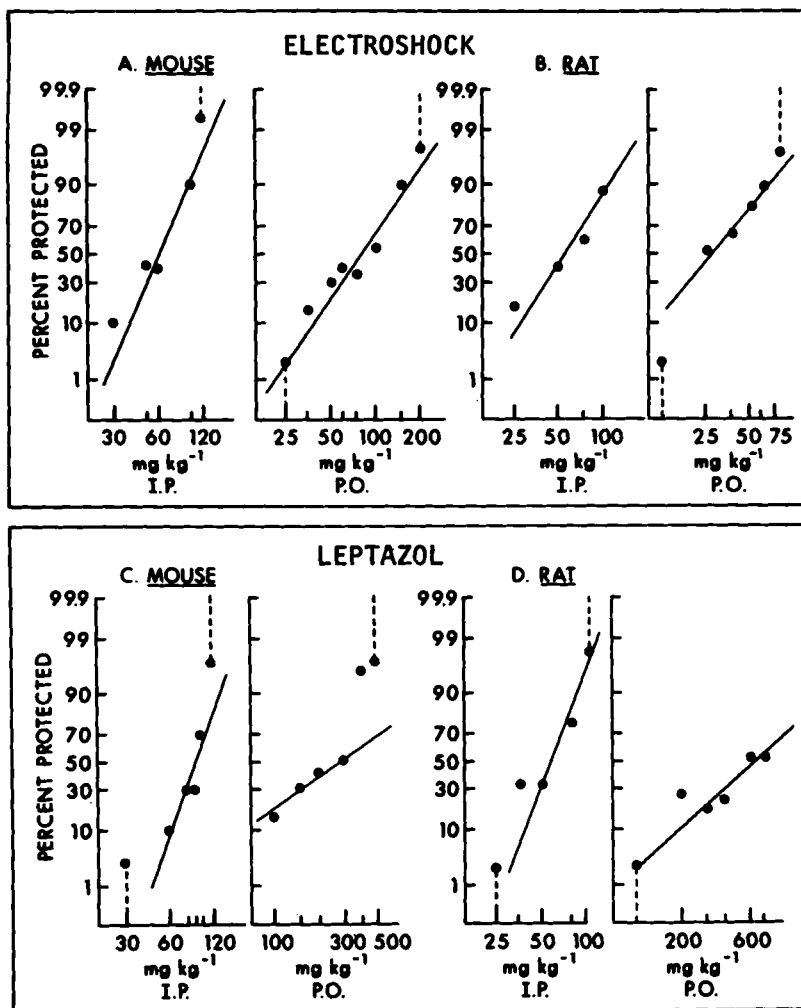 ELECTROSHOCK
A. MOUSE
B. RAT
PERCENT PROTECTED
99.9
99
90
70
50
30
10
1
30 60 120
mg kg⁻¹
I.P.
25 50 100 200
mg kg⁻¹
P.O.
99.9
99
90
70
50
30
10
1
25 50 100
mg kg⁻¹
I.P.
25 50 75
mg kg⁻¹
P.O.
LEPTAZOL
C. MOUSE
D. RAT
PERCENT PROTECTED
99.9
99
90
70
50
30
10
1
30 60 120
mg kg⁻¹
I.P.
100 300 500
mg kg⁻¹
P.O.
99.9
99
90
70
50
30
10
1
25 50 100
mg kg⁻¹
I.P.
200 600
mg kg⁻¹
P.O.